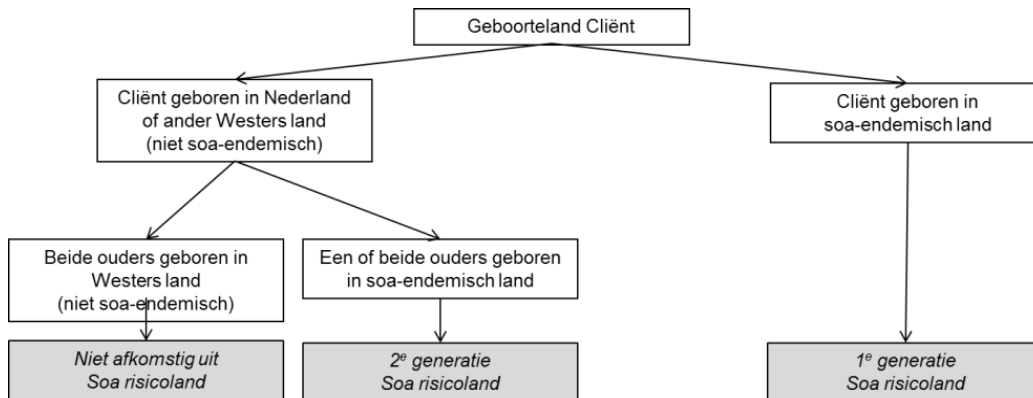 Geboorteland Cliënt
Cliënt geboren in Nederland
of ander Westers land
(niet soa-endemisch)
Cliënt geboren in
soa-endemisch land
Beide ouders geboren in
Westers land
(niet soa-endemisch)
Een of beide ouders geboren
in soa-endemisch land
Niet afkomstig uit
Soa risicoland
2e generatie
Soa risicoland
1e generatie
Soa risicoland